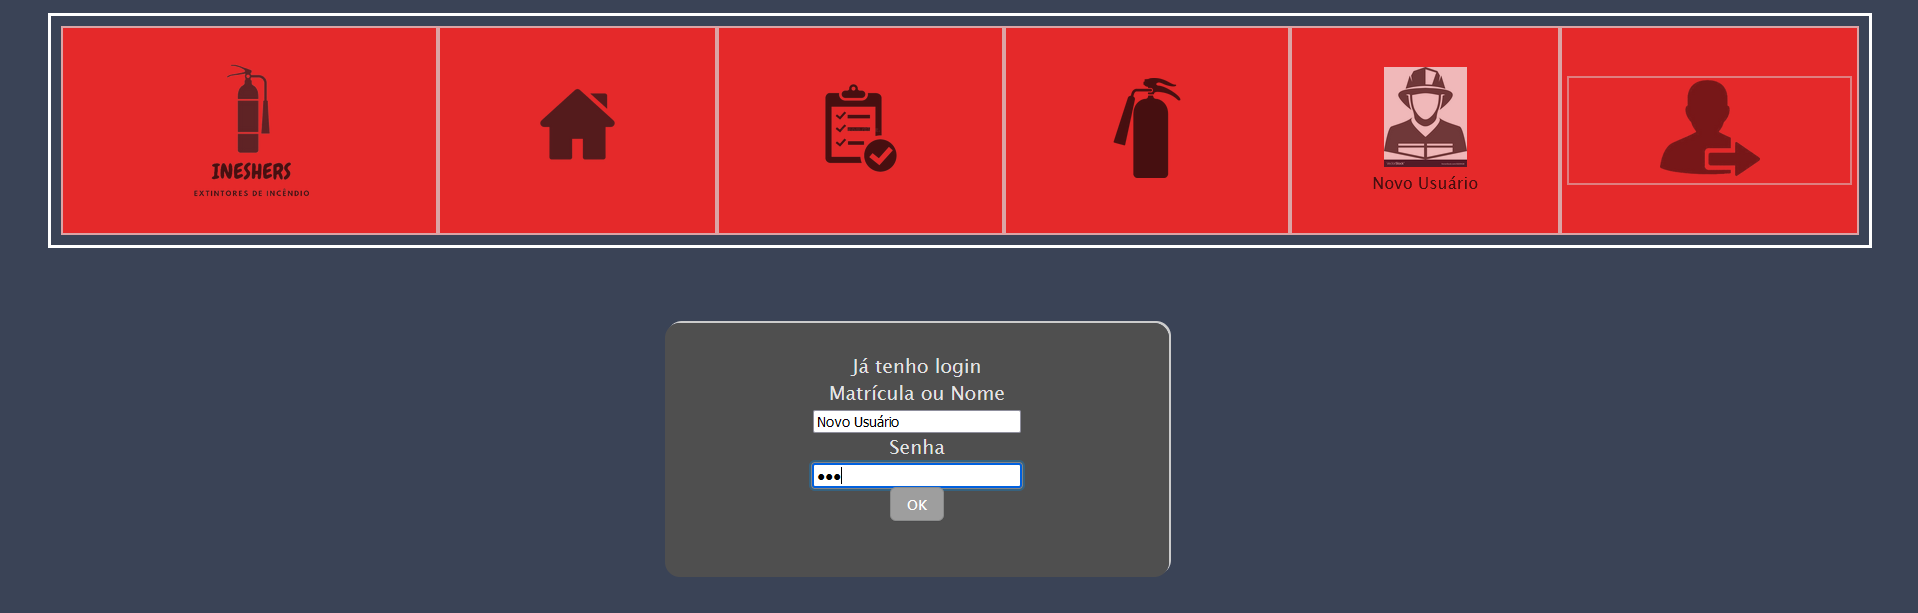 INESHERS
EXTINTORES DE INCÊNDIO
Novo Usuário
Já tenho login
Matrícula ou Nome
Novo Usuário
Senha
•••
OK